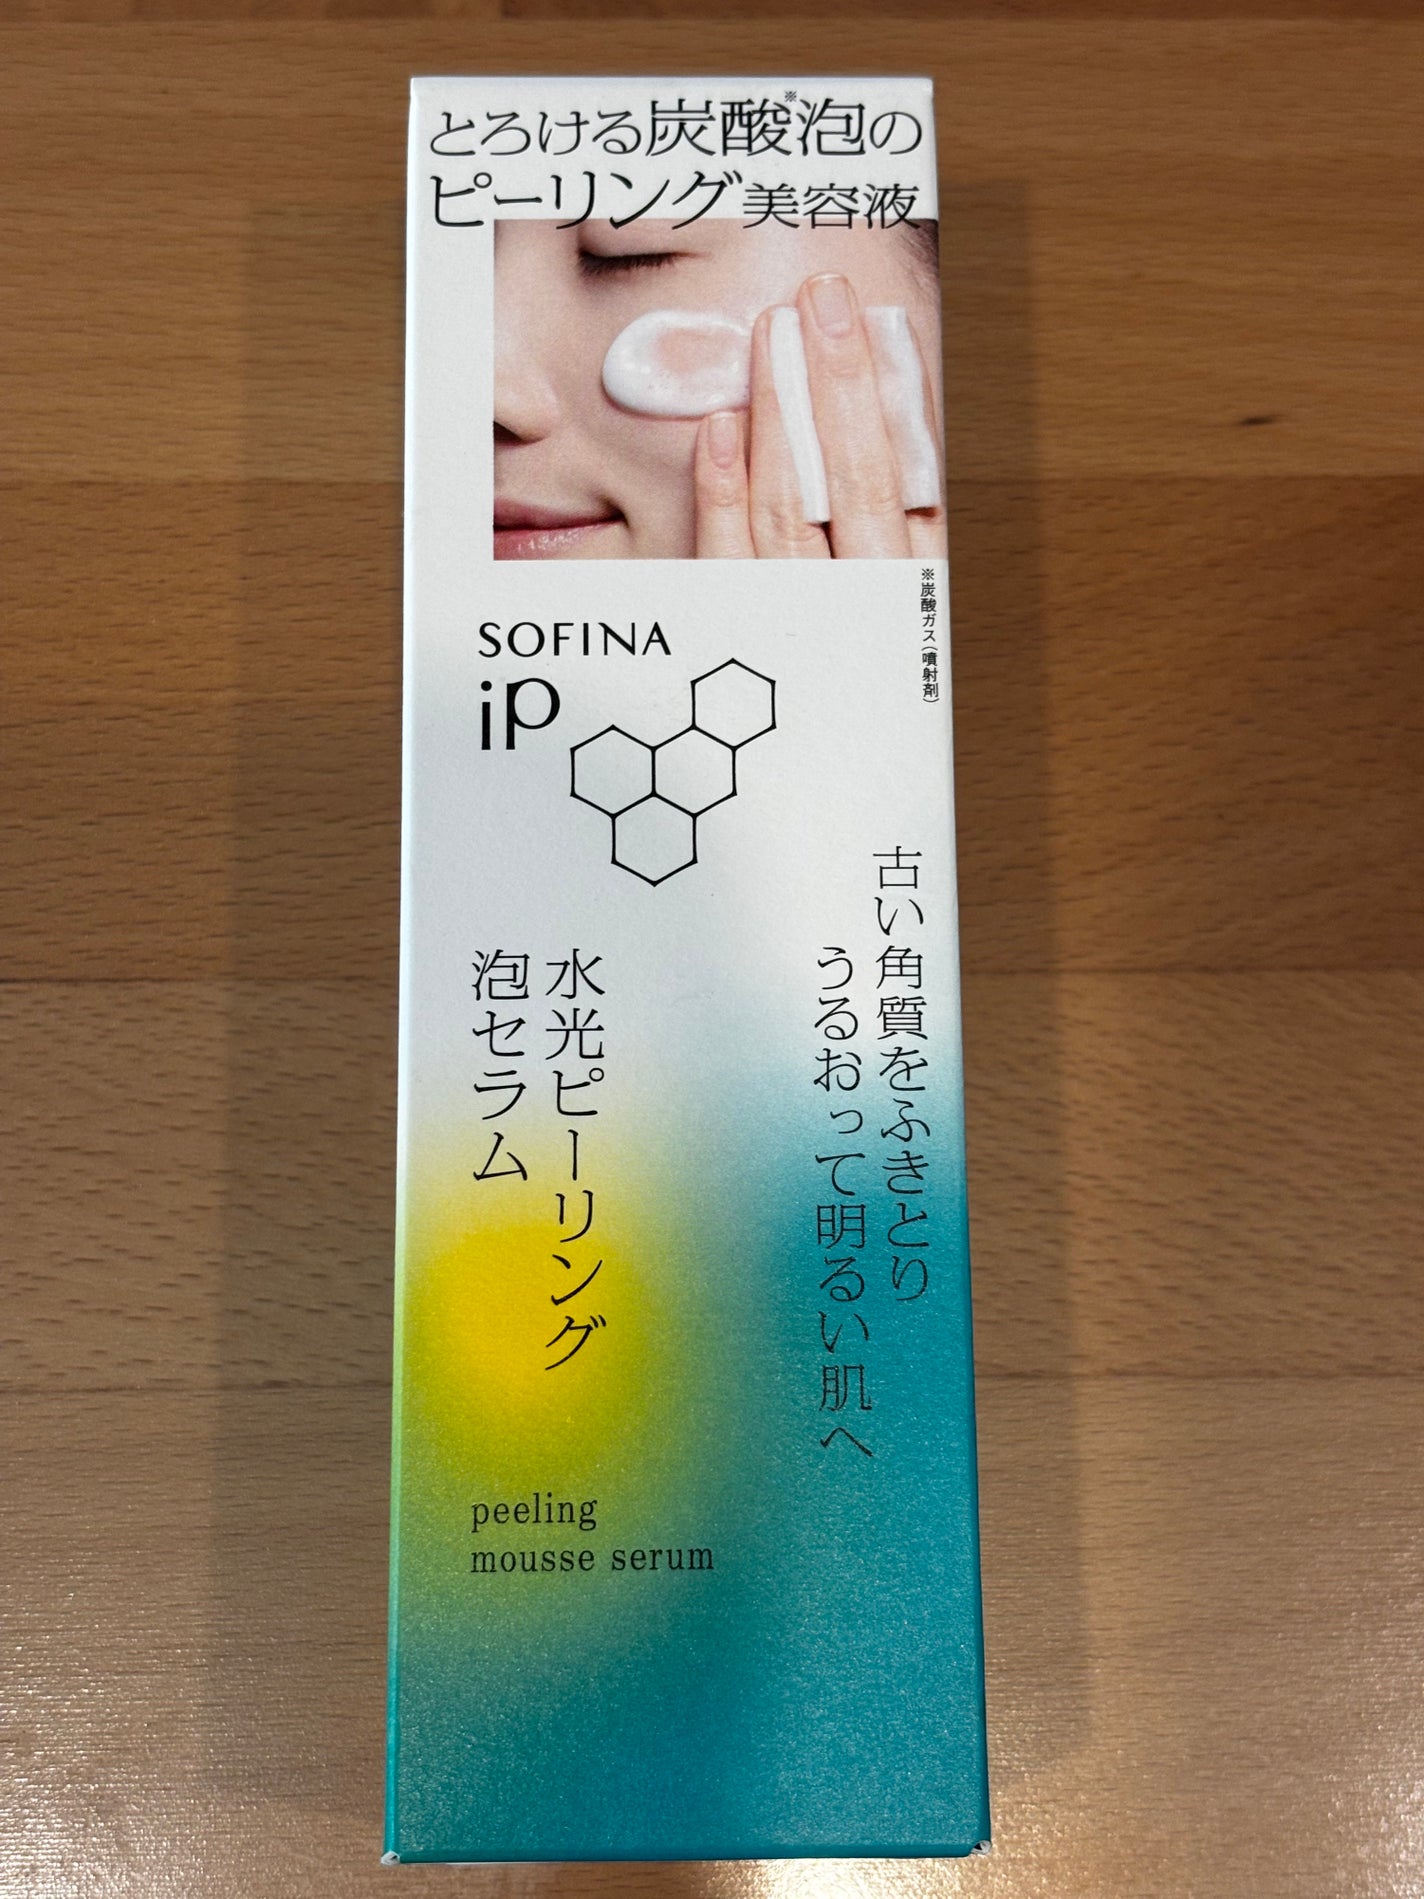 とろける炭酸※泡の
ピーリング美容液
※炭酸ガス(噴射剤)
SOFINA
iP
古い角質をふきとり
うるおって明るい肌へ
水光ピーリング
泡セラム
peeling
mousse serum